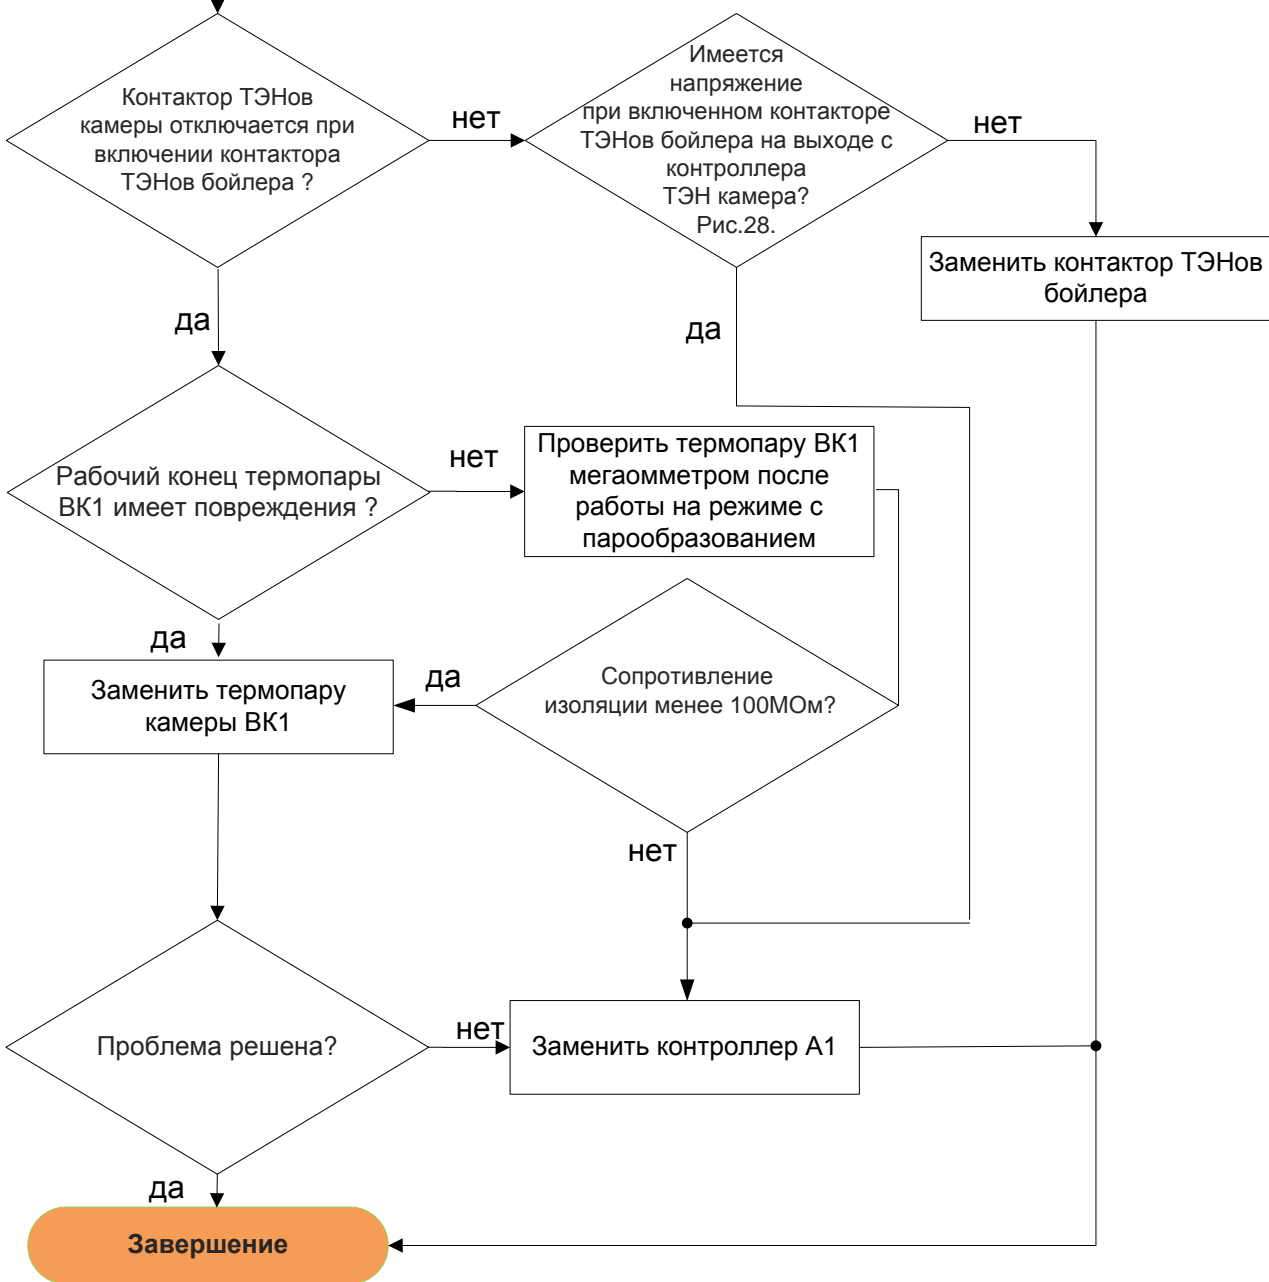 Контактор ТЭНов
камеры отключается при
включении контактора
ТЭНов бойлера ?
нет
Имеется
напряжение
при включенном контакторе
ТЭНов бойлера на выходе с
контроллера
ТЭН камера?
Рис.28.
нет
Заменить контактор ТЭНов
бойлера
да
да
Рабочий конец термопары
ВК1 имеет повреждения ?
нет
Проверить термопару ВК1
мегаомметром после
работы на режиме с
парообразованием
да
Заменить термопару
камеры ВК1
да
Сопротивление
изоляции менее 100МОм?
нет
Проблема решена?
нет
Заменить контроллер А1
да
Завершение